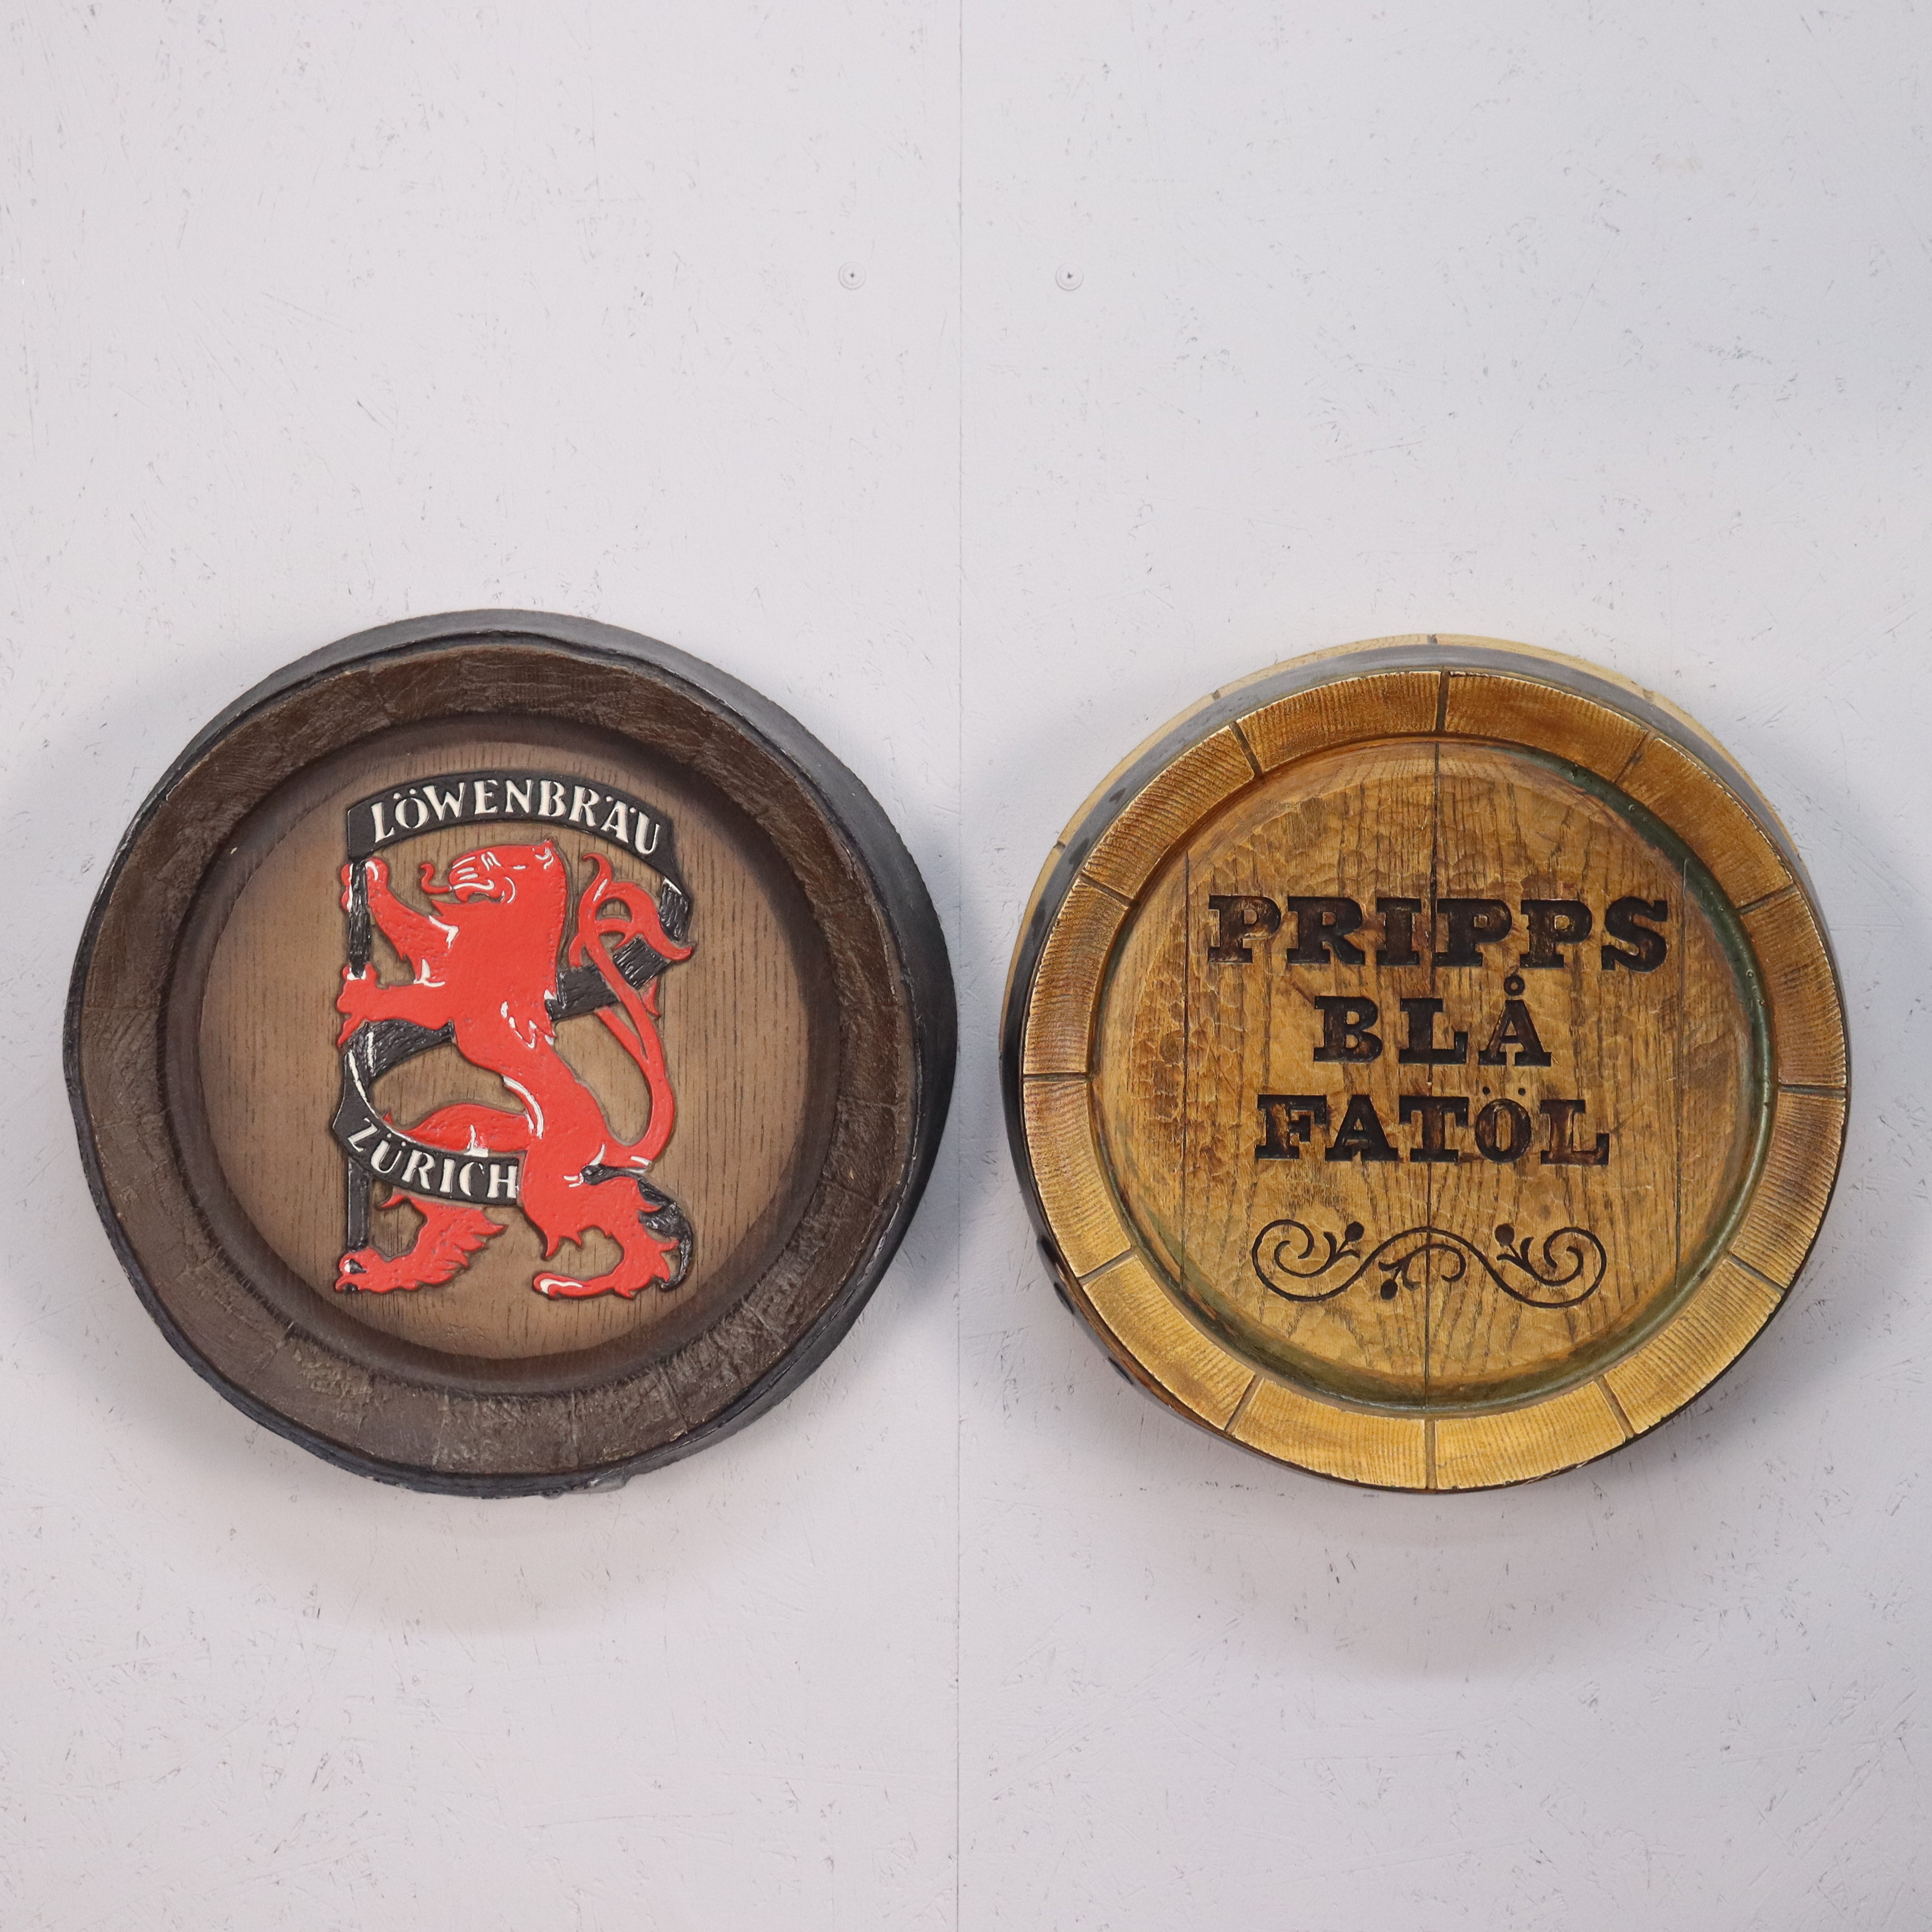 LÖWENBRÄU
ZÜRICH
PRIPPS
BLÅ
FATÖL